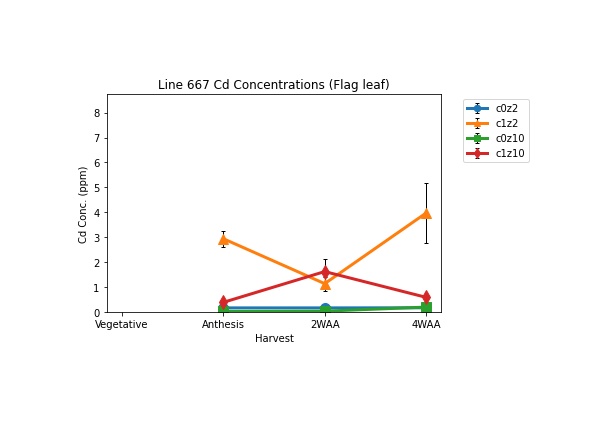 Line 667 Cd Concentrations (Flag leaf)
c0z2
c1z2
c0z10
c1z10
8
7
6
5
4
3
2
1
0
Cd Conc. (ppm)
Vegetative Anthesis 2WAA 4WAA
Harvest